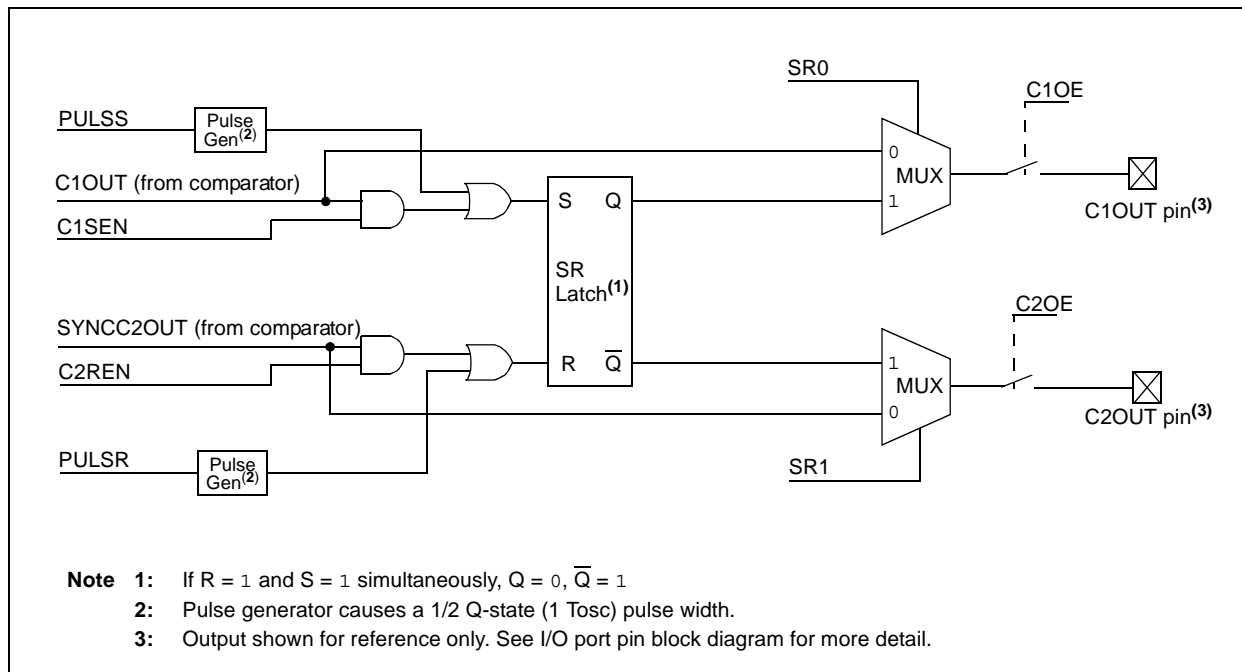 SR0
C1OE
PULSS
Pulse
Gen(2)
0
MUX
C1OUT (from comparator)
S Q
1
C1OUT pin(3)
C1SEN
SR
Latch(1)
C2OE
SYNCC2OUT (from comparator)
R Q̅
1
C2REN
MUX
0
C2OUT pin(3)
PULSR
Pulse
Gen(2)
SR1
Note 1: If R = 1 and S = 1 simultaneously, Q = 0, Q̅ = 1
2: Pulse generator causes a 1/2 Q-state (1 Tosc) pulse width.
3: Output shown for reference only. See I/O port pin block diagram for more detail.